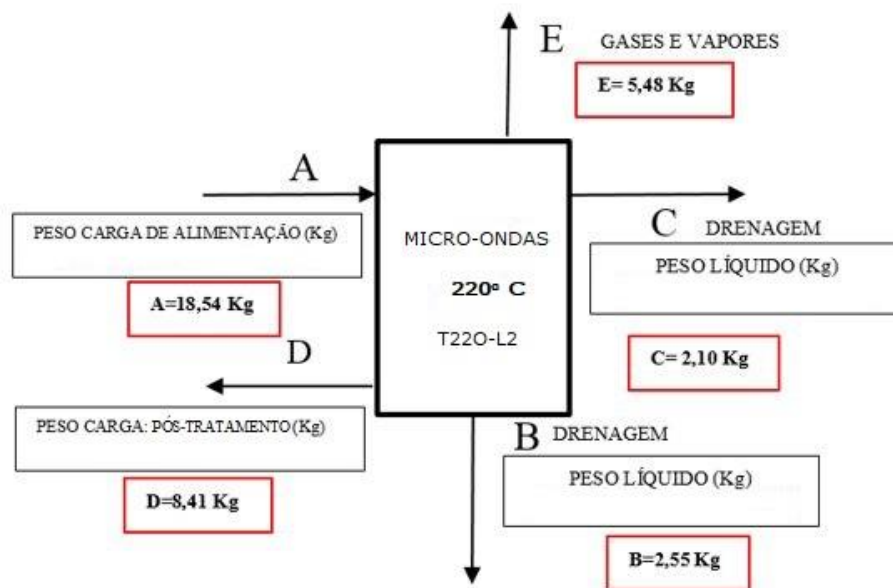 E GASES E VAPORES
E= 5,48 Kg
A
PESO CARGA DE ALIMENTAÇÃO (Kg)
A=18,54 Kg
MICRO-ONDAS
220º C
T22O-L2
C DRENAGEM
PESO LÍQUIDO (Kg)
C= 2,10 Kg
D
PESO CARGA: PÓS-TRATAMENTO (Kg)
D=8,41 Kg
B DRENAGEM
PESO LÍQUIDO (Kg)
B=2,55 Kg